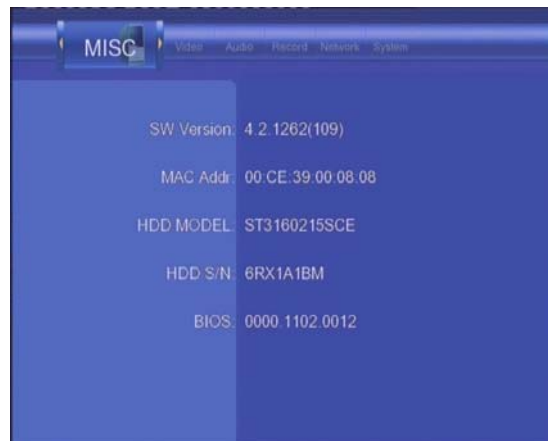 MISC Video Audio Record Network System
SW Version: 4.2.1262(109)
MAC Addr: 00:CE:39:00:08:08
HDD MODEL: ST3160215SCE
HDD S/N: 6RX1A1BM
BIOS: 0000.1102.0012